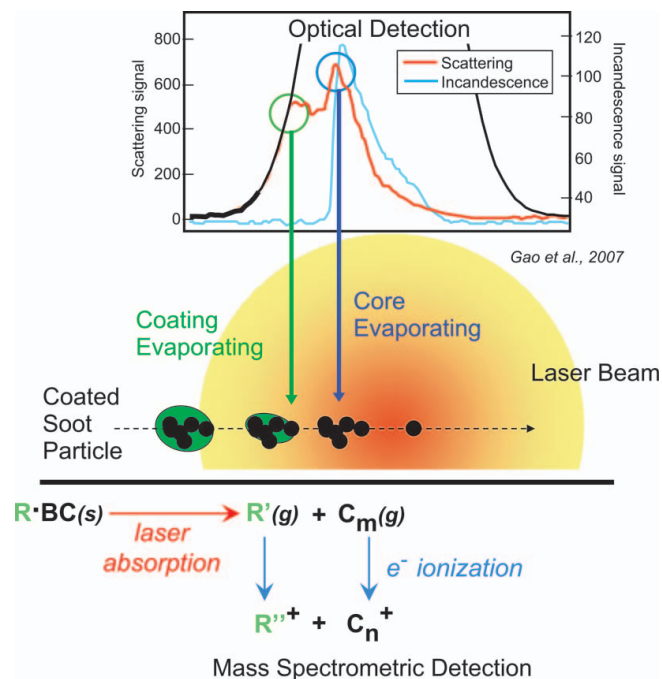 Optical Detection
800
600
400
200
0
Scattering signal
120
100
80
60
40
Incandescence signal
Scattering
Incandescence
Gao et al., 2007
Coating
Evaporating
Core
Evaporating
Laser Beam
Coated
Soot
Particle
R·BC(s)
laser
absorption
R'(g) + Cm(g)
e- ionization
R''+ + Cn+
Mass Spectrometric Detection